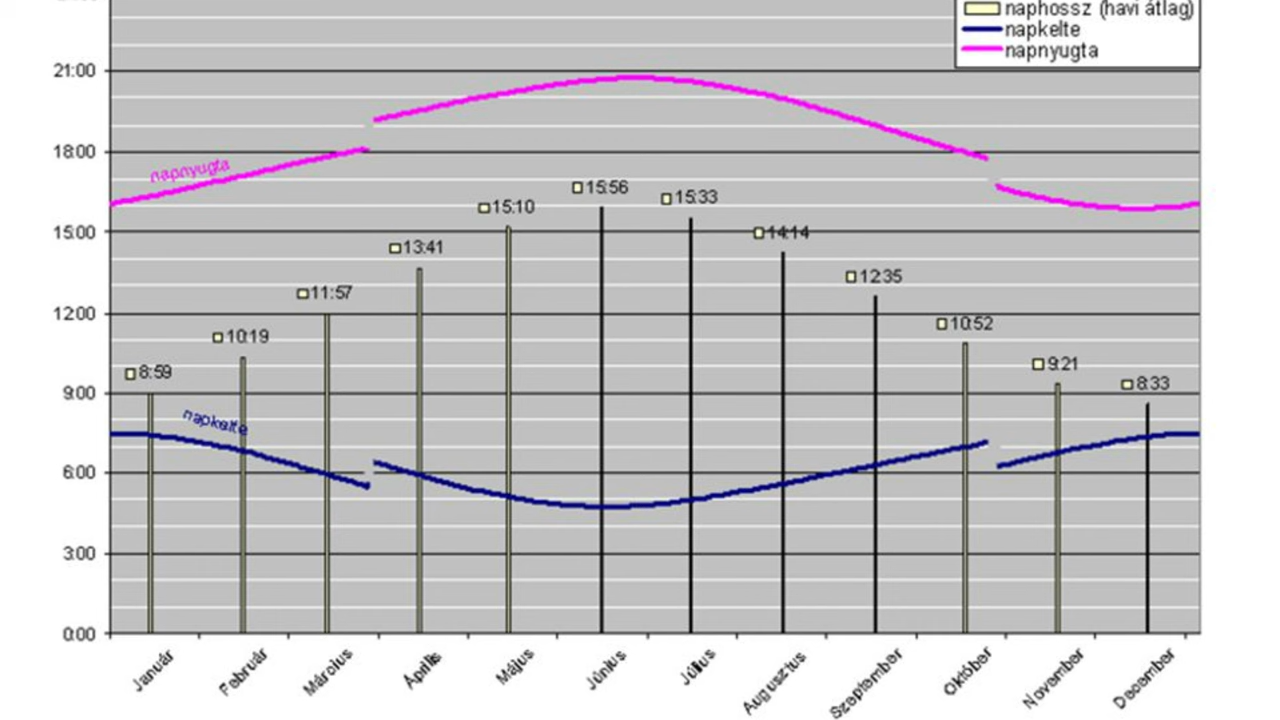 naphossz (havi átlag)
napkelte
napnyugta
21:00
18:00
15:00
12:00
9:00
6:00
3:00
0:00
napnyugta
napkelte
8:59
10:19
11:57
13:41
15:10
15:56
15:33
14:14
12:35
10:52
9:21
8:33
Január
Február
Március
Április
Május
Június
Július
Augusztus
Szeptember
Október
November
December